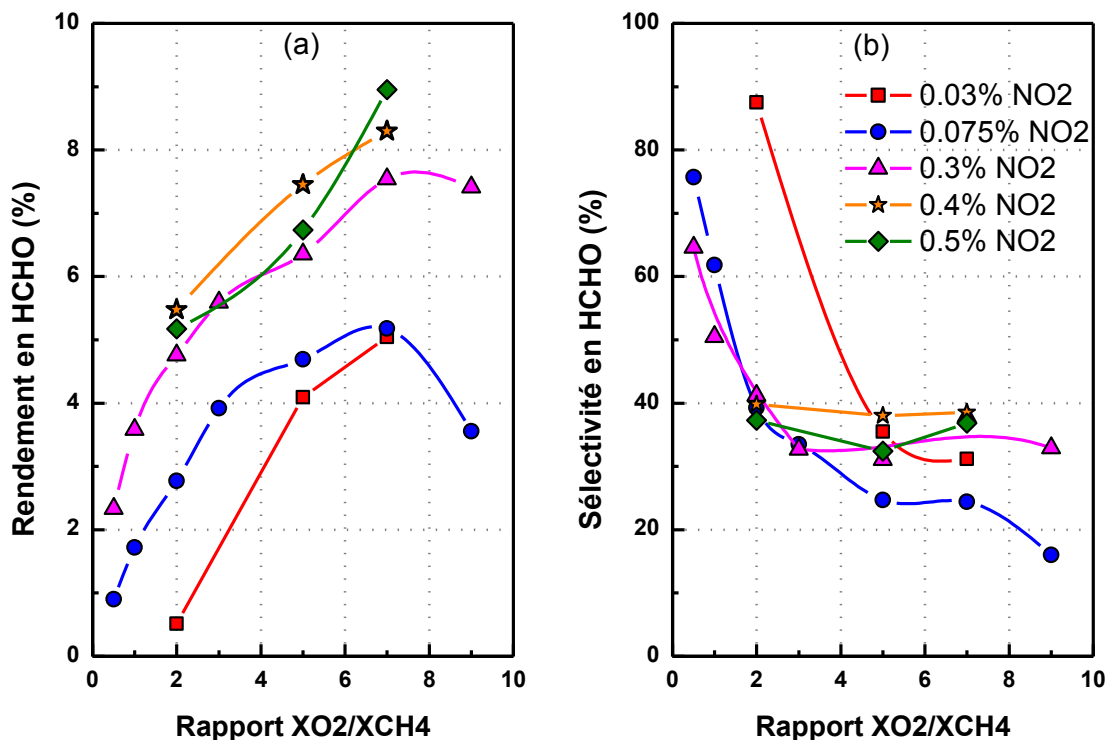 (a)
10
8
6
4
2
0
Rendement en HCHO (%)
0 2 4 6 8 10
Rapport XO2/XCH4
(b)
100
80
60
40
20
0
Sélectivité en HCHO (%)
0.03% NO2
0.075% NO2
0.3% NO2
0.4% NO2
0.5% NO2
0 2 4 6 8 10
Rapport XO2/XCH4